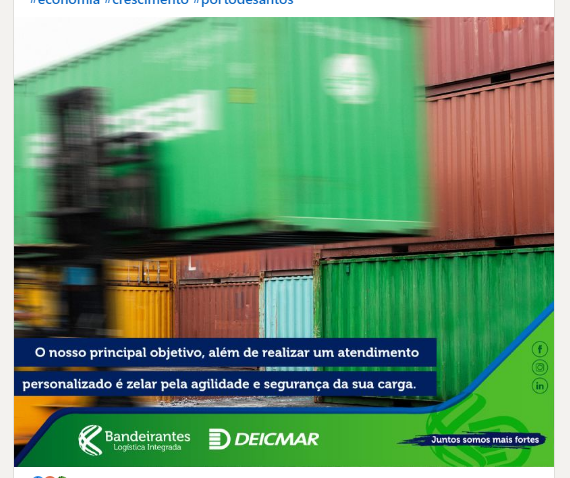 #economia #crescimento #portodesantos
O nosso principal objetivo, além de realizar um atendimento
personalizado é zelar pela agilidade e segurança da sua carga.
Bandeirantes
Logística Integrada
DEICMAR
Juntos somos mais fortes